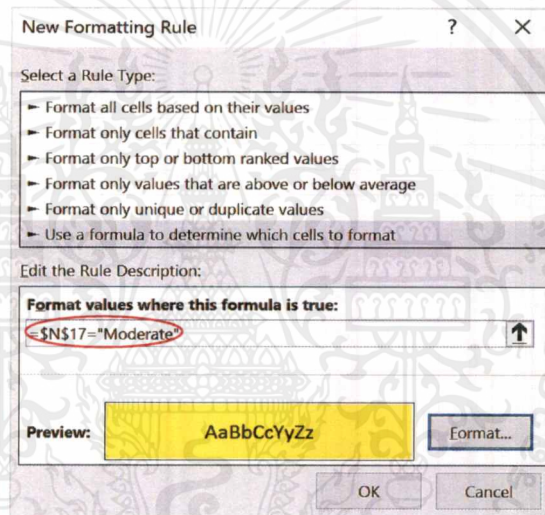 New Formatting Rule ? ×
Select a Rule Type:
► Format all cells based on their values
► Format only cells that contain
► Format only top or bottom ranked values
► Format only values that are above or below average
► Format only unique or duplicate values
► Use a formula to determine which cells to format
Edit the Rule Description:
Format values where this formula is true:
=$N$17="Moderate"
Preview: AaBbCcYyZz Format...
OK Cancel